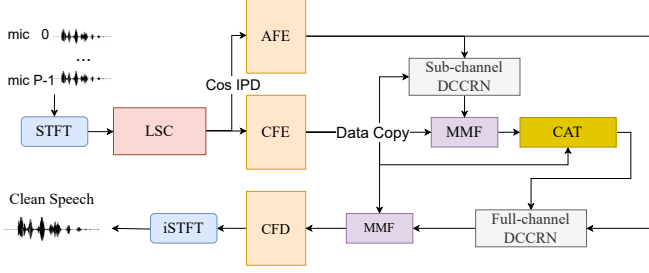 mic 0
...
mic P-1
STFT
LSC
Cos IPD
AFE
CFE
Data Copy
Sub-channel
DCCRN
MMF
CAT
Clean Speech
iSTFT
CFD
MMF
Full-channel
DCCRN